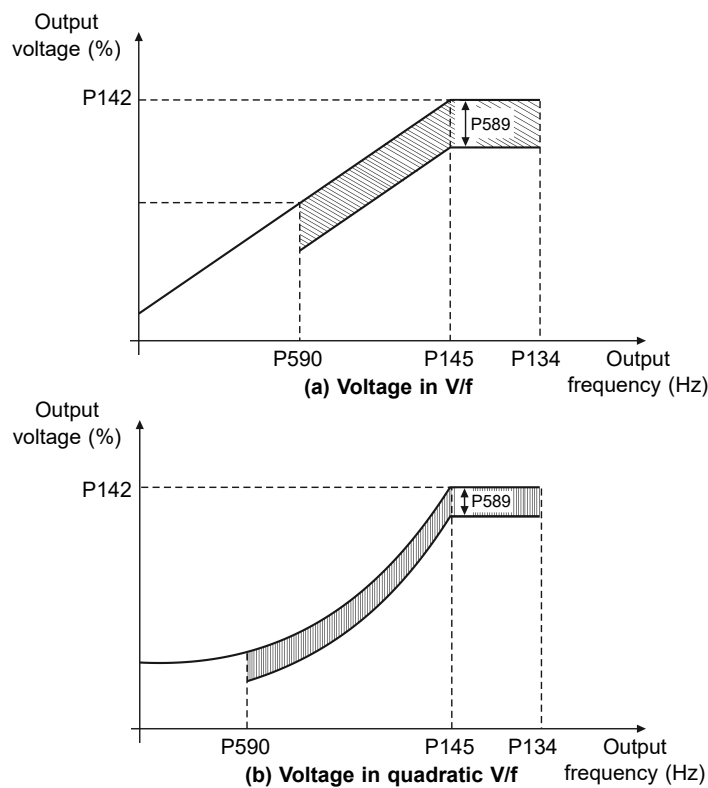 Output
voltage (%)
P142
P589
P590
P145
P134
Output
frequency (Hz)
(a) Voltage in V/f
Output
voltage (%)
P142
P589
P590
P145
P134
Output
frequency (Hz)
(b) Voltage in quadratic V/f